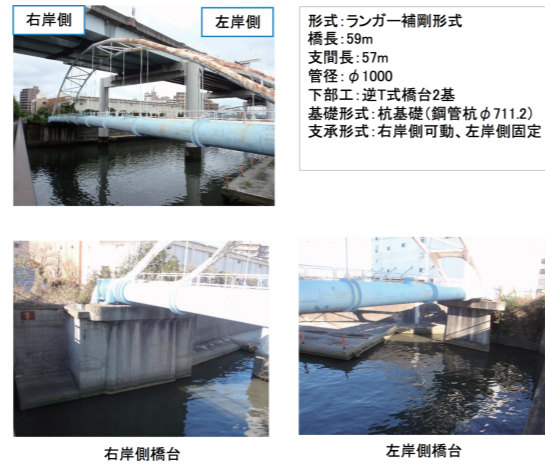 右岸側
左岸側
形式:ランガー補剛形式
橋長:59m
支間長:57m
管径:φ1000
下部工:逆T式橋台2基
基礎形式:杭基礎(鋼管杭φ711.2)
支承形式:右岸側可動、左岸側固定
右岸側橋台
左岸側橋台